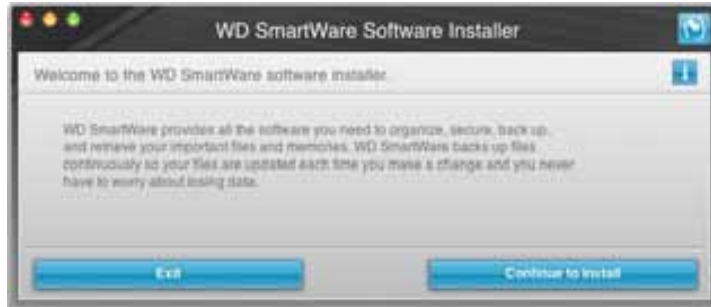 WD SmartWare Software Installer
Welcome to the WD SmartWare software installer.
WD SmartWare provides all the software you need to organize, secure, back up,
and retrieve your important files and memories. WD SmartWare backs up files
continuously so your files are updated each time you make a change and you never
have to worry about losing data.
Exit
Continue to Install